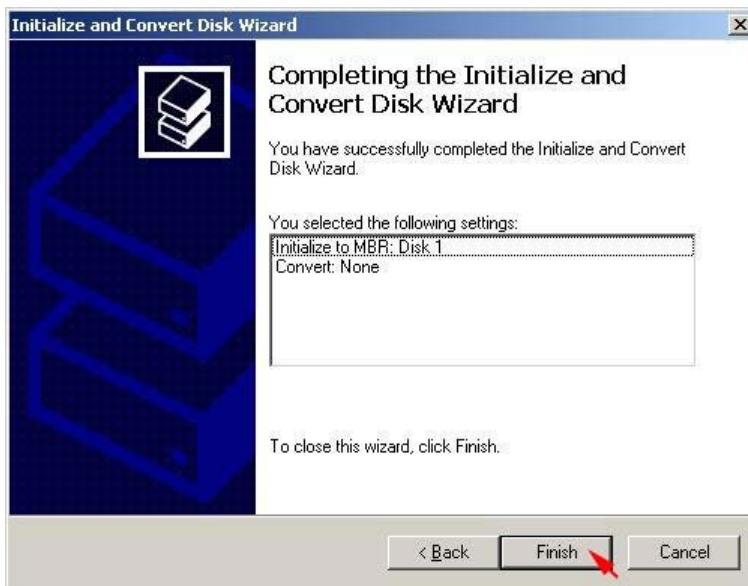 Initialize and Convert Disk Wizard
Completing the Initialize and
Convert Disk Wizard
You have successfully completed the Initialize and Convert
Disk Wizard.
You selected the following settings:
Initialize to MBR: Disk 1
Convert: None
To close this wizard, click Finish.
< Back
Finish
Cancel